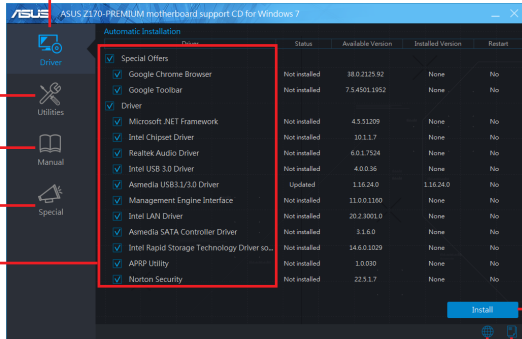 ASUS ASUS Z170-PREMIUM motherboard support CD for Windows 7
Driver
Utilities
Manual
Special
Automatic Installation
Driver Status Available Version Installed Version Restart
Special Offers
Google Chrome Browser Not installed 38.0.2125.92 None No
Google Toolbar Not installed 7.5.4501.1952 None No
Driver
Microsoft .NET Framework Not installed 4.5.51209 None No
Intel Chipset Driver Not installed 10.1.1.7 None No
Realtek Audio Driver Not installed 6.0.1.7524 None No
Intel USB 3.0 Driver Not installed 4.0.0.36 None No
Asmedia USB3.1/3.0 Driver Updated 1.16.24.0 1.16.24.0 No
Management Engine Interface Not installed 11.0.0.1160 None No
Intel LAN Driver Not installed 20.2.3001.0 None No
Asmedia SATA Controller Driver Not installed 3.1.6.0 None No
Intel Rapid Storage Technology Driver so... Not installed 14.6.0.1029 None No
APRP Utility Not installed 1.0.030 None No
Norton Security Not installed 22.5.1.7 None No
Install